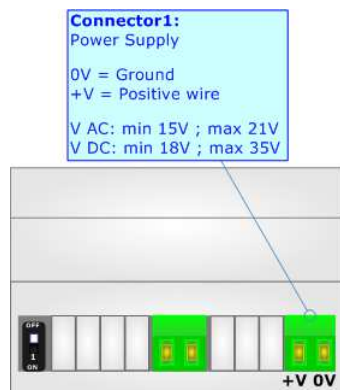 Connector1:
Power Supply
0V = Ground
+V = Positive wire
V AC: min 15V ; max 21V
V DC: min 18V ; max 35V
OFF
1
ON
+V 0V